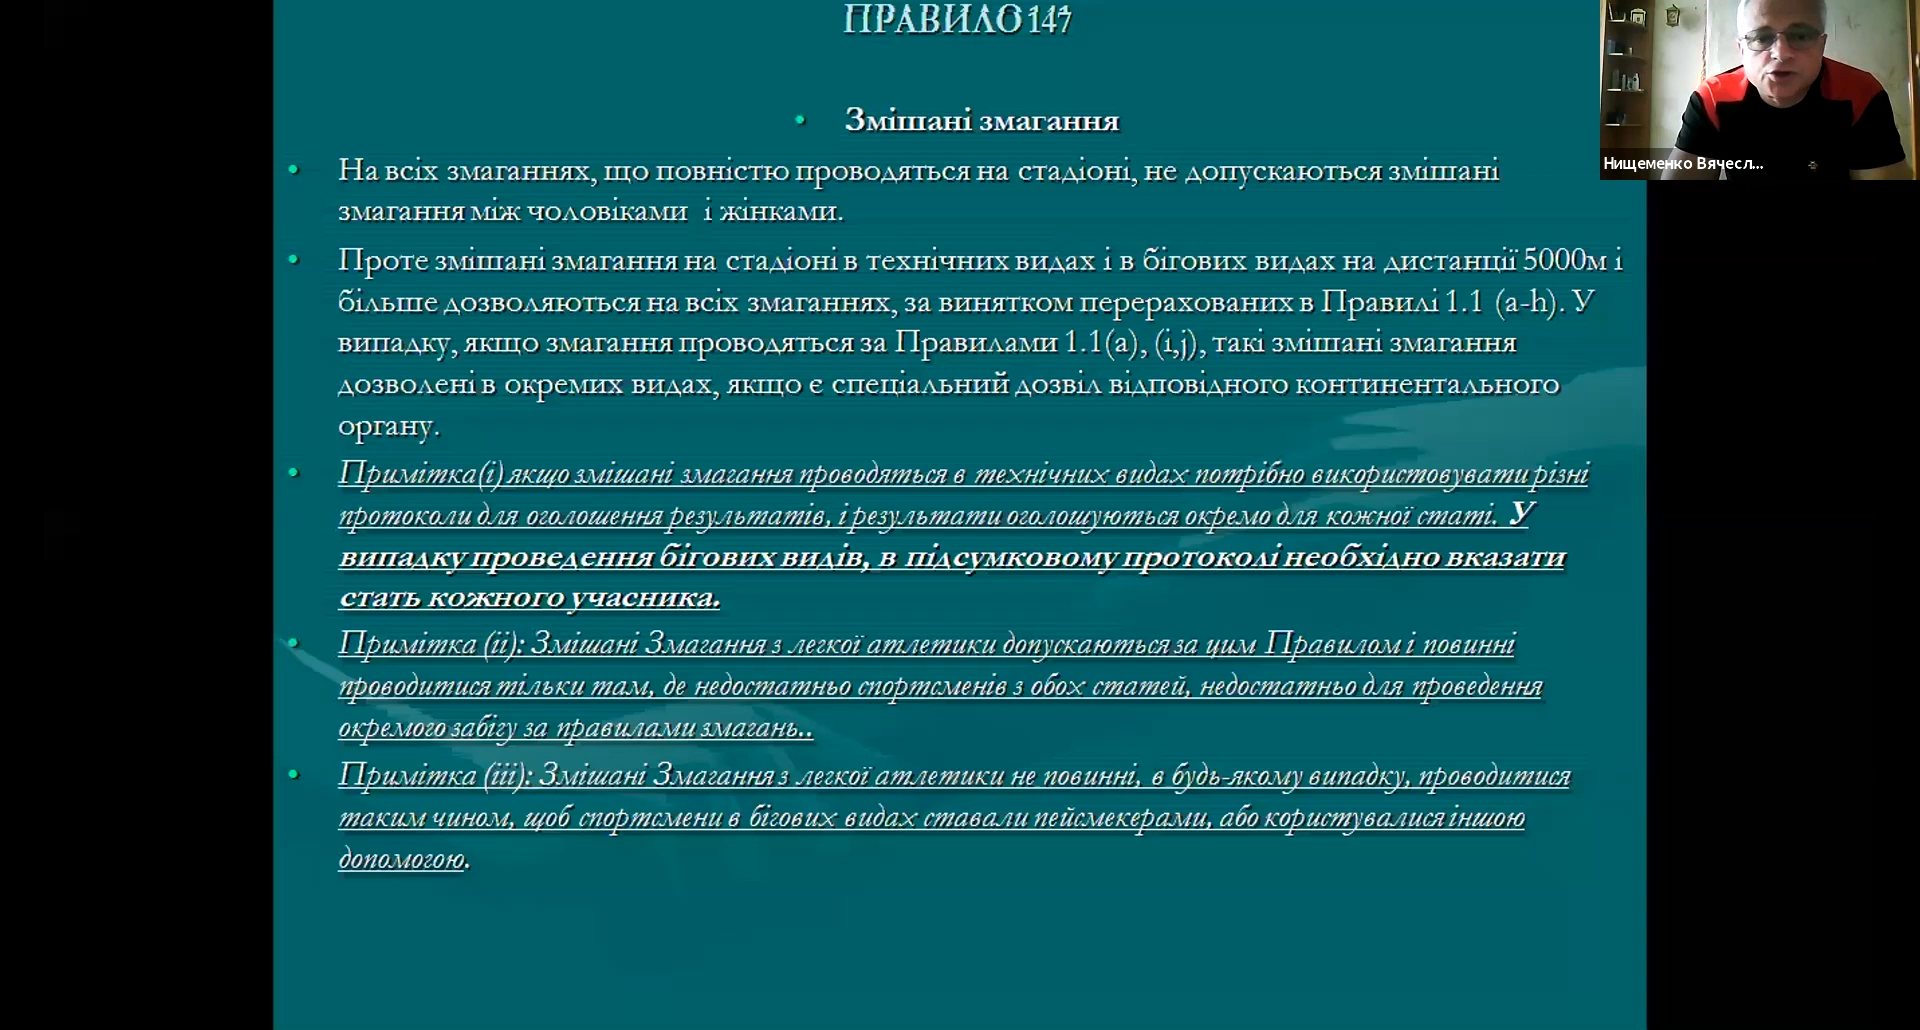 ПРАВИЛО 147
• Змішані змагання
• На всіх змаганнях, що повністю проводяться на стадіоні, не допускаються змішані
змагання між чоловіками і жінками.
• Проте змішані змагання на стадіоні в технічних видах і в бігових видах на дистанції 5000м і
більше дозволяються на всіх змаганнях, за винятком перерахованих в Правилі 1.1 (a-h). У
випадку, якщо змагання проводяться за Правилами 1.1(a), (i,j), такі змішані змагання
дозволені в окремих видах, якщо є спеціальний дозвіл відповідного континентального
органу.
• Примітка(i) якщо змішані змагання проводяться в технічних видах потрібно використовувати різні
протоколи для оголошення результатів, і результати оголошуються окремо для кожної статі. У
випадку проведення бігових видів, в підсумковому протоколі необхідно вказати
стать кожного учасника.
• Примітка (ii): Змішані Змагання з легкої атлетики допускаються за цим Правилом і повинні
проводитися тільки там, де недостатньо спортсменів з обох статей, недостатньо для проведення
окремого забігу за правилами змагань..
• Примітка (iii): Змішані Змагання з легкої атлетики не повинні, в будь-якому випадку, проводитися
таким чином, щоб спортсмени в бігових видах ставали пейсмекерами, або користувалися іншою
допомогою.
Нищеменко Вячесл...